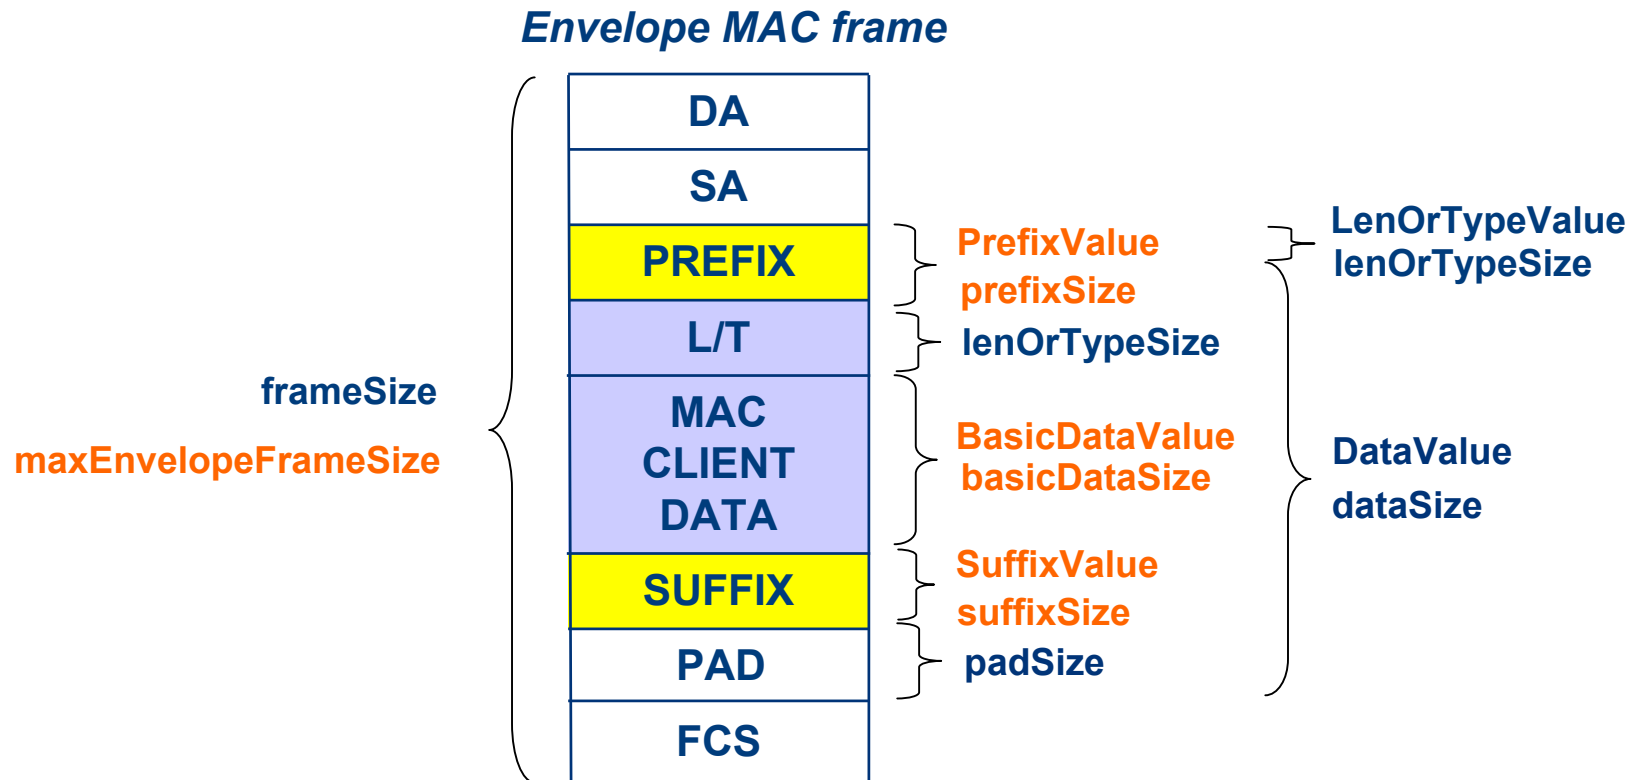 Envelope MAC frame
DA
SA
PREFIX
L/T
MAC
CLIENT
DATA
SUFFIX
PAD
FCS
frameSize
maxEnvelopeFrameSize
PrefixValue
prefixSize
lenOrTypeSize
BasicDataValue
basicDataSize
SuffixValue
suffixSize
padSize
LenOrTypeValue
lenOrTypeSize
DataValue
dataSize